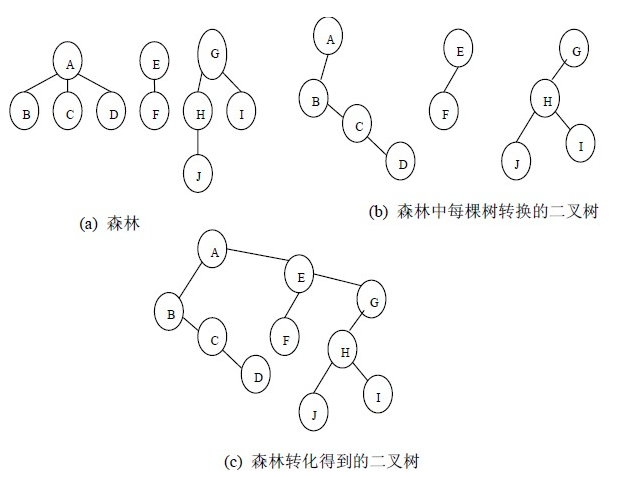 A E G
B C D F H I
J
(a) 森林
A
B
C
D
E
F
G
H
J I
(b) 森林中每棵树转换的二叉树
A
E
B G
C F H
D J I
(c) 森林转化得到的二叉树